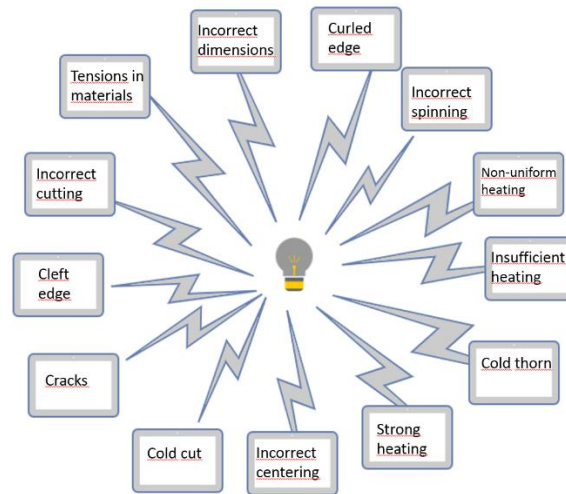 Incorrect
dimensions
Curled
edge
Tensions in
materials
Incorrect
spinning
Incorrect
cutting
Non-uniform
heating
Cleft
edge
Insufficient
heating
Cracks
Cold thorn
Cold cut
Incorrect
centering
Strong
heating